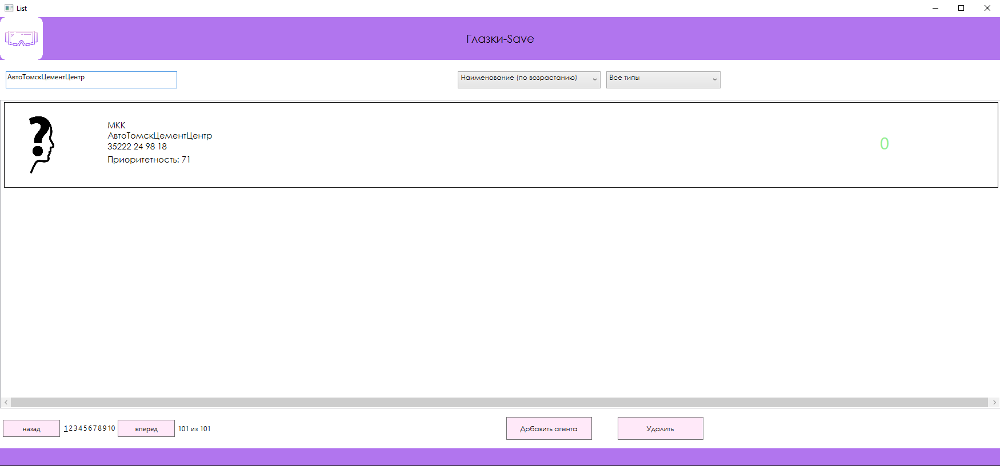 List
Глазки-Save
АвтоТомскЦементЦентр
Наименование (по возрастанию)
Все типы
МКК
АвтоТомскЦементЦентр
35222 24 98 18
Приоритетность: 71
0
назад
1 2 3 4 5 6 7 8 9 10
вперед
101 из 101
Добавить агента
Удалить